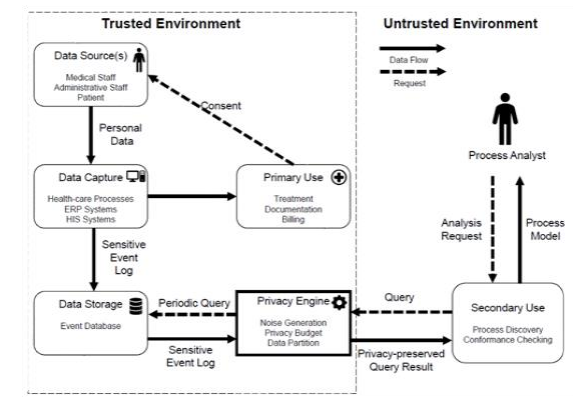 Trusted Environment
Untrusted Environment
Data Source(s)
Medical Staff
Administrative Staff
Patient
Data Flow
Request
Consent
Personal
Data
Process Analyst
Data Capture
Health-care Processes
ERP Systems
HIS Systems
Primary Use
Treatment
Documentation
Billing
Analysis
Request
Process
Model
Sensitive
Event
Log
Data Storage
Event Database
Periodic Query
Sensitive
Event Log
Privacy Engine
Noise Generation
Privacy Budget
Data Partition
Query
Privacy-preserved
Query Result
Secondary Use
Process Discovery
Conformance Checking